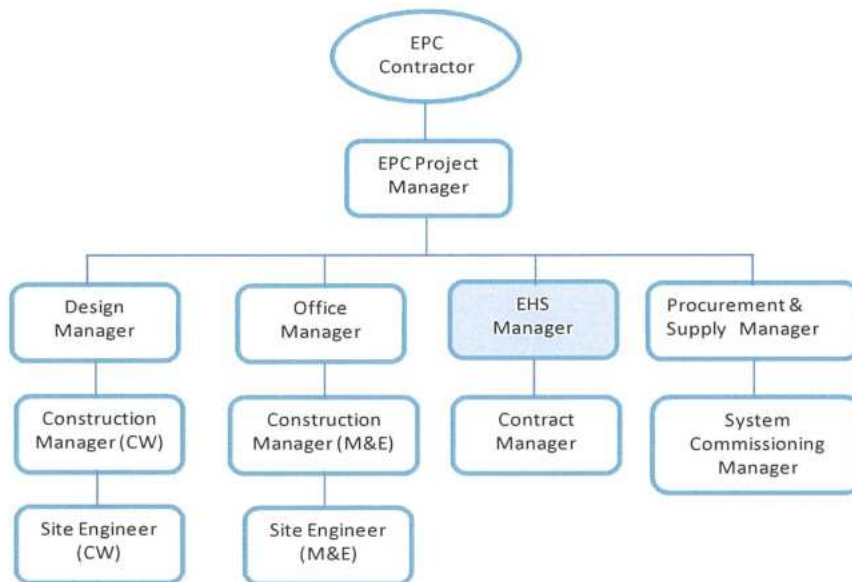 EPC
Contractor
EPC Project
Manager
Design
Manager
Office
Manager
EHS
Manager
Procurement &
Supply Manager
Construction
Manager (CW)
Construction
Manager (M&E)
Contract
Manager
System
Commissioning
Manager
Site Engineer
(CW)
Site Engineer
(M&E)